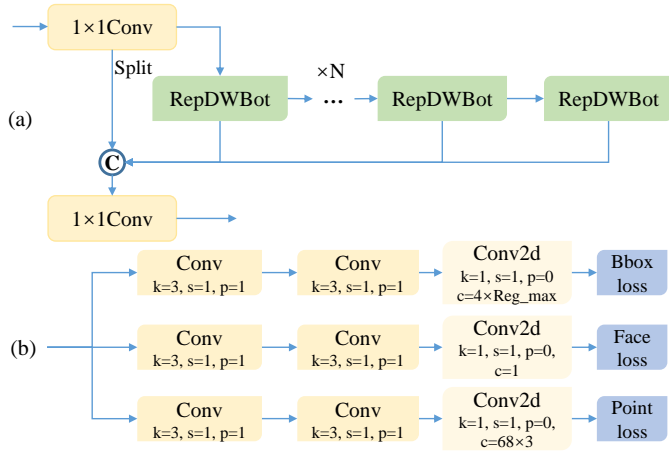 1×1Conv
Split
×N
RepDWBot
...
RepDWBot
RepDWBot
(a)
C
1×1Conv
Conv
k=3, s=1, p=1
Conv
k=3, s=1, p=1
Conv2d
k=1, s=1, p=0
c=4×Reg_max
Bbox
loss
(b)
Conv
k=3, s=1, p=1
Conv
k=3, s=1, p=1
Conv2d
k=1, s=1, p=0,
c=1
Face
loss
Conv
k=3, s=1, p=1
Conv
k=3, s=1, p=1
Conv2d
k=1, s=1, p=0,
c=68×3
Point
loss